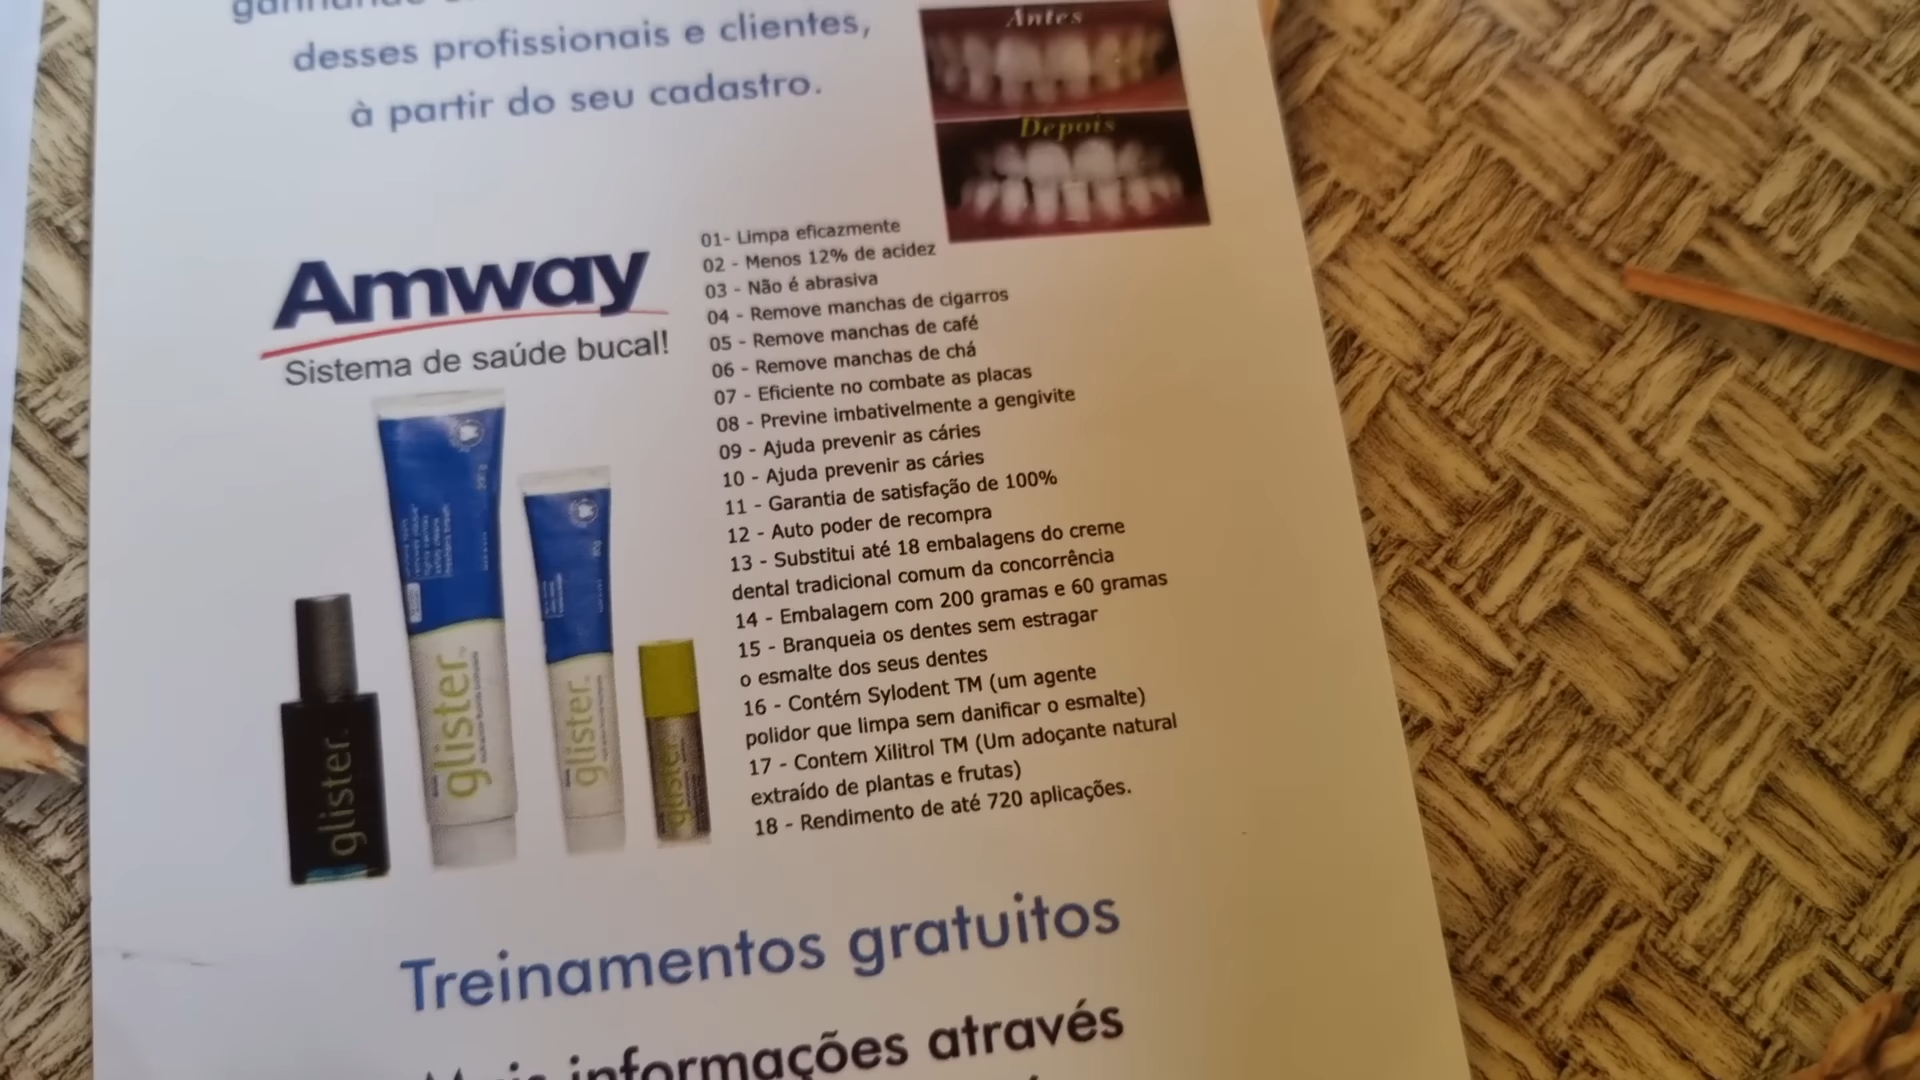 desses profissionais e clientes,
à partir do seu cadastro.
Antes
Depois
Amway
Sistema de saúde bucal!
01- Limpa eficazmente
02 - Menos 12% de acidez
03 - Não é abrasiva
04 - Remove manchas de cigarros
05 - Remove manchas de café
06 - Remove manchas de chá
07 - Eficiente no combate as placas
08 - Previne imbativelmente a gengivite
09 - Ajuda prevenir as cáries
10 - Ajuda prevenir as cáries
11 - Garantia de satisfação de 100%
12 - Auto poder de recompra
13 - Substitui até 18 embalagens do creme
dental tradicional comum da concorrência
14 - Embalagem com 200 gramas e 60 gramas
15 - Branqueia os dentes sem estragar
o esmalte dos seus dentes
16 - Contém Sylodent TM (um agente
polidor que limpa sem danificar o esmalte)
17 - Contem Xilitrol TM (Um adoçante natural
extraído de plantas e frutas)
18 - Rendimento de até 720 aplicações.
glister.
glister.
glister.
glister.
Treinamentos gratuitos
informações através